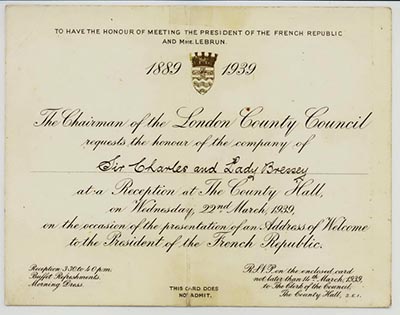 TO HAVE THE HONOUR OF MEETING THE PRESIDENT OF THE FRENCH REPUBLIC
AND MME. LEBRUN.
1889 1939
The Chairman of the London County Council
requests the honour of the company of
Sir Charles and Lady Bressey
at a Reception at The County Hall,
on Wednesday, 22nd March, 1939,
on the occasion of the presentation of an Address of Welcome
to the President of the French Republic.
Reception 3.30 to 5.0 p.m.
Buffet Refreshments.
Morning Dress.
THIS CARD DOES
NOT ADMIT.
R.S.V.P. on the enclosed card
not later than 14th March, 1939,
to The Clerk of the Council,
The County Hall, S.E.1.